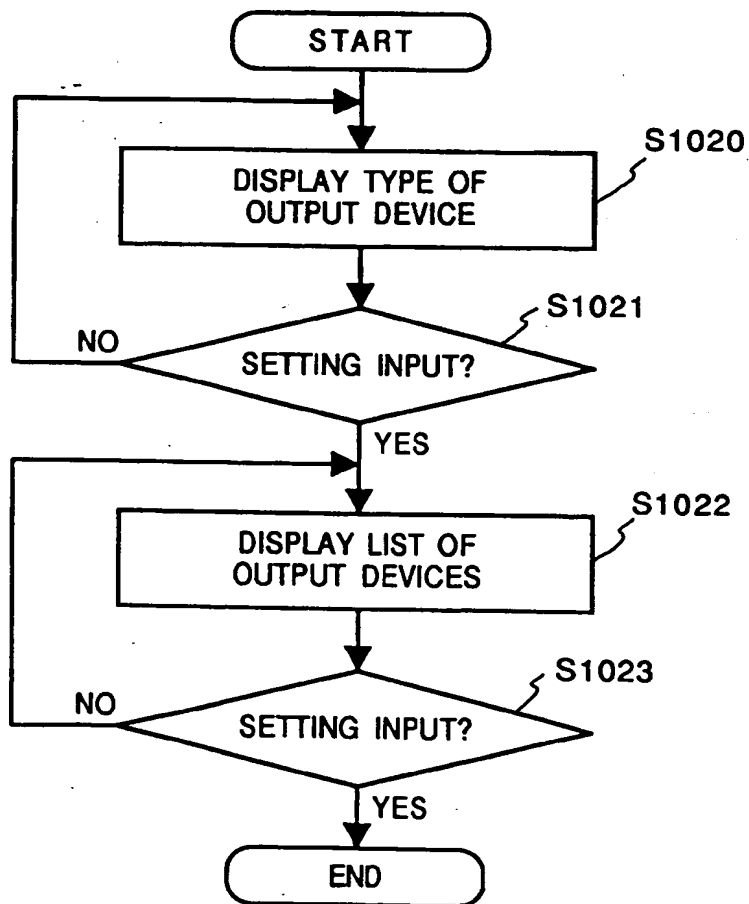 START
S1020
DISPLAY TYPE OF
OUTPUT DEVICE
S1021
NO
SETTING INPUT?
YES
S1022
DISPLAY LIST OF
OUTPUT DEVICES
S1023
NO
SETTING INPUT?
YES
END